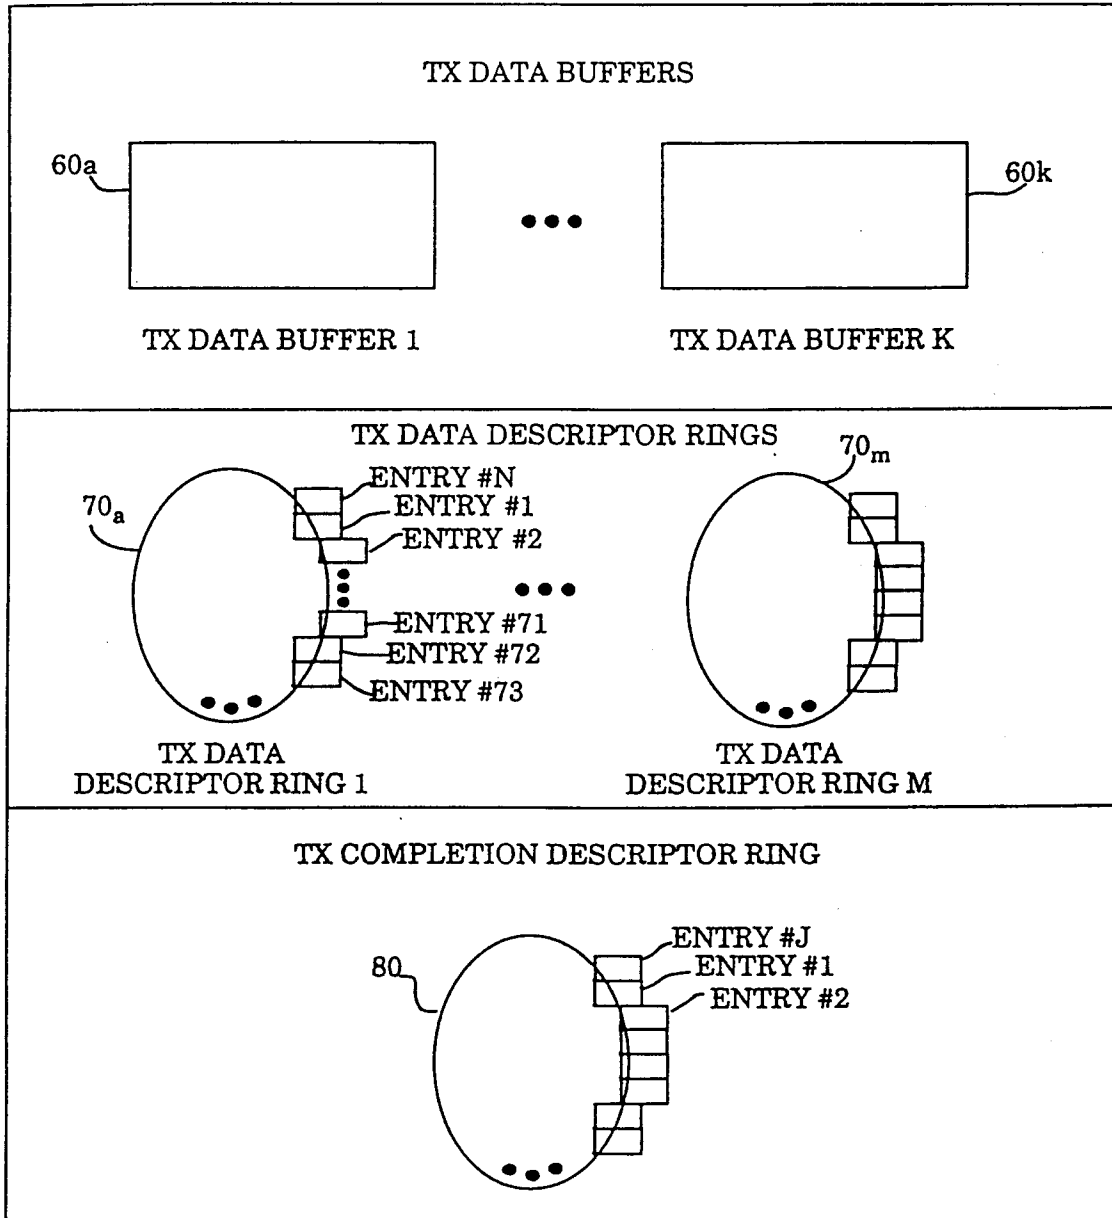 TX DATA BUFFERS
60a
60k
TX DATA BUFFER 1
TX DATA BUFFER K
TX DATA DESCRIPTOR RINGS
70a
ENTRY #N
ENTRY #1
ENTRY #2
ENTRY #71
ENTRY #72
ENTRY #73
70m
TX DATA
DESCRIPTOR RING 1
TX DATA
DESCRIPTOR RING M
TX COMPLETION DESCRIPTOR RING
80
ENTRY #J
ENTRY #1
ENTRY #2